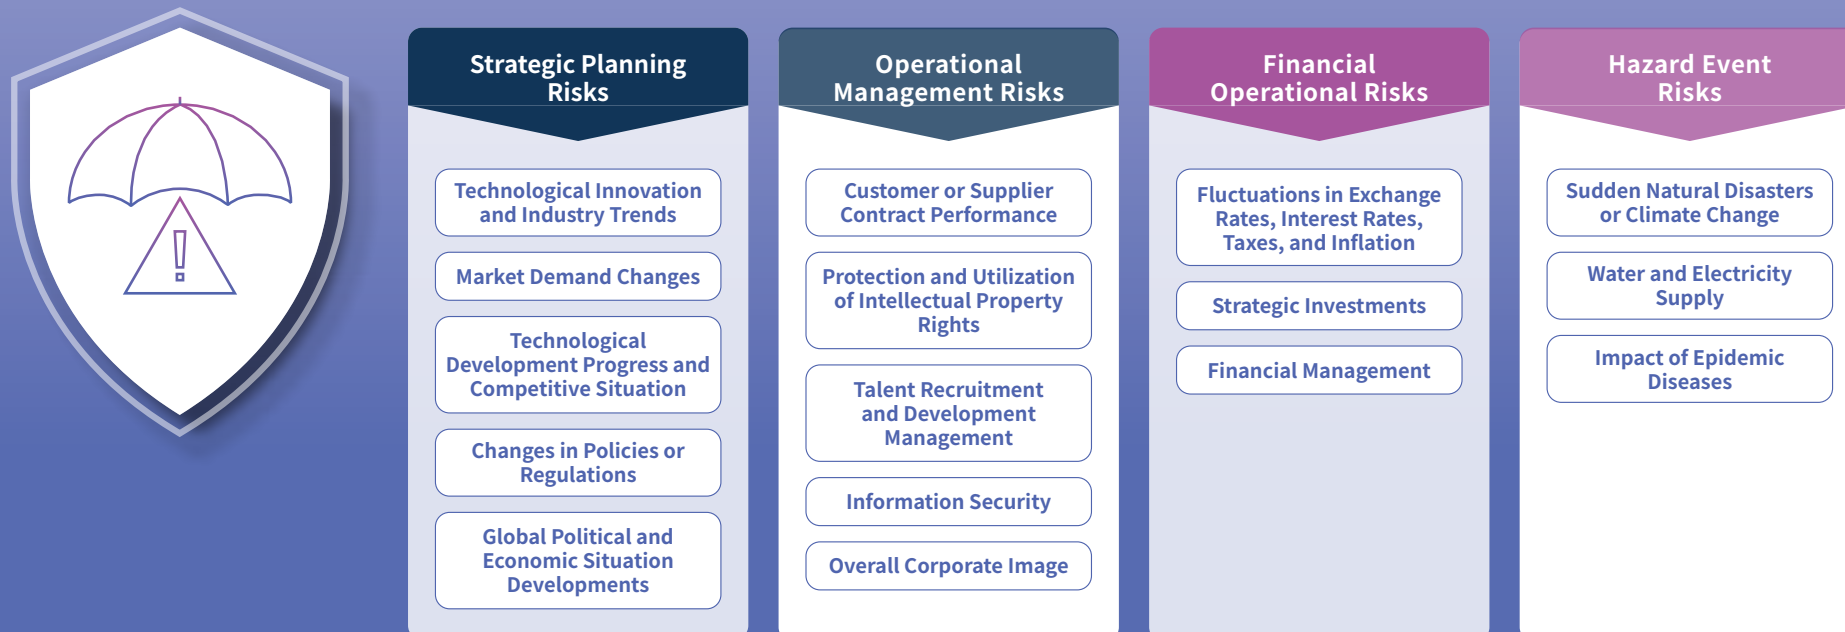 Strategic Planning
Risks
Technological Innovation
and Industry Trends
Market Demand Changes
Technological
Development Progress and
Competitive Situation
Changes in Policies or
Regulations
Global Political and
Economic Situation
Developments
Operational
Management Risks
Customer or Supplier
Contract Performance
Protection and Utilization
of Intellectual Property
Rights
Talent Recruitment
and Development
Management
Information Security
Overall Corporate Image
Financial
Operational Risks
Fluctuations in Exchange
Rates, Interest Rates,
Taxes, and Inflation
Strategic Investments
Financial Management
Hazard Event
Risks
Sudden Natural Disasters
or Climate Change
Water and Electricity
Supply
Impact of Epidemic
Diseases